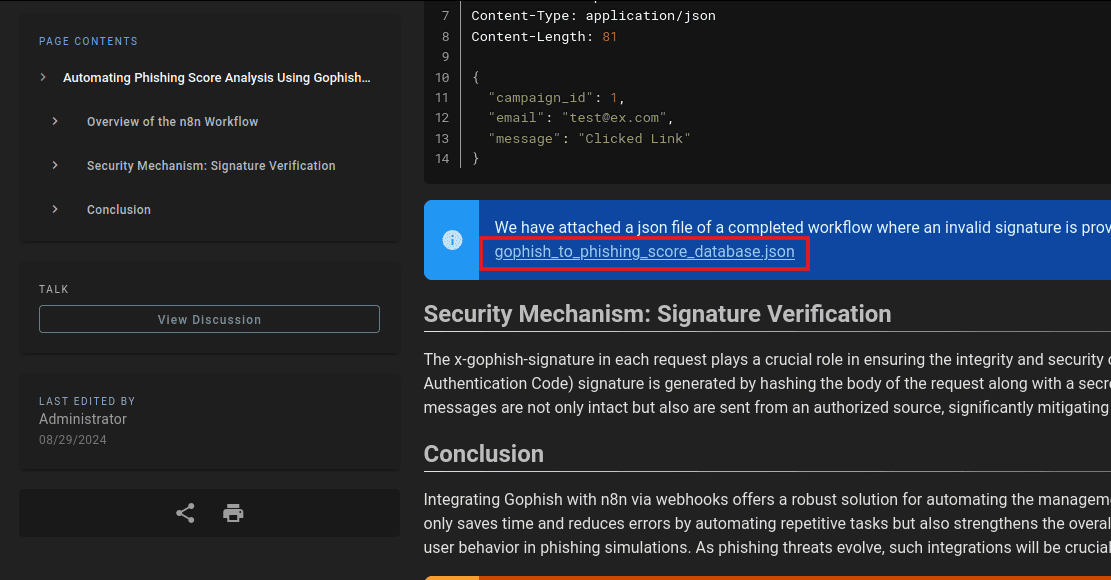 PAGE CONTENTS
Automating Phishing Score Analysis Using Gophish…
Overview of the n8n Workflow
Security Mechanism: Signature Verification
Conclusion
TALK
View Discussion
LAST EDITED BY
Administrator
08/29/2024
7 Content-Type: application/json
8 Content-Length: 81
9
10 {
11 "campaign_id": 1,
12 "email": "test@ex.com",
13 "message": "Clicked Link"
14 }
We have attached a json file of a completed workflow where an invalid signature is prov
gophish_to_phishing_score_database.json
Security Mechanism: Signature Verification
The x-gophish-signature in each request plays a crucial role in ensuring the integrity and security
Authentication Code) signature is generated by hashing the body of the request along with a secre
messages are not only intact but also are sent from an authorized source, significantly mitigating
Conclusion
Integrating Gophish with n8n via webhooks offers a robust solution for automating the managem
only saves time and reduces errors by automating repetitive tasks but also strengthens the overal
user behavior in phishing simulations. As phishing threats evolve, such integrations will be crucial